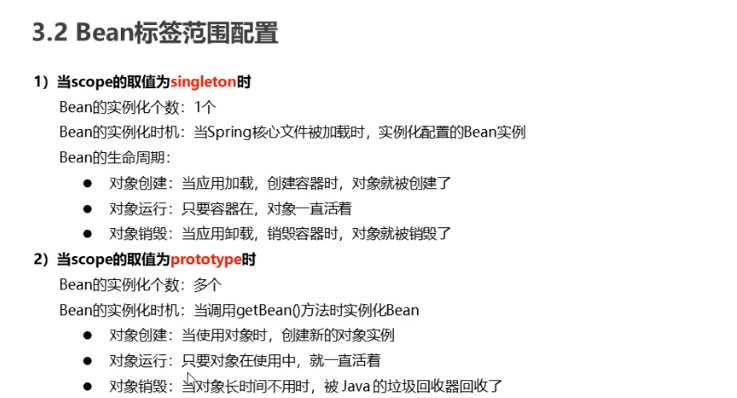 3.2 Bean标签范围配置
1）当scope的取值为singleton时
Bean的实例化个数：1个
Bean的实例化时机：当Spring核心文件被加载时，实例化配置的Bean实例
Bean的生命周期：
● 对象创建：当应用加载，创建容器时，对象就被创建了
● 对象运行：只要容器在，对象一直活着
● 对象销毁：当应用卸载，销毁容器时，对象就被销毁了
2）当scope的取值为prototype时
Bean的实例化个数：多个
Bean的实例化时机：当调用getBean()方法时实例化Bean
● 对象创建：当使用对象时，创建新的对象实例
● 对象运行：只要对象在使用中，就一直活着
● 对象销毁：当对象长时间不用时，被 Java 的垃圾回收器回收了